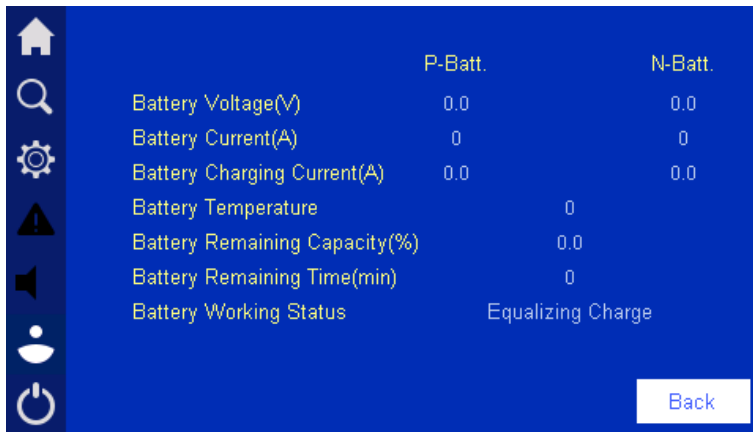 P-Batt. N-Batt.
Battery Voltage(V) 0.0 0.0
Battery Current(A) 0 0
Battery Charging Current(A) 0.0 0.0
Battery Temperature 0
Battery Remaining Capacity(%) 0.0
Battery Remaining Time(min) 0
Battery Working Status Equalizing Charge
Back